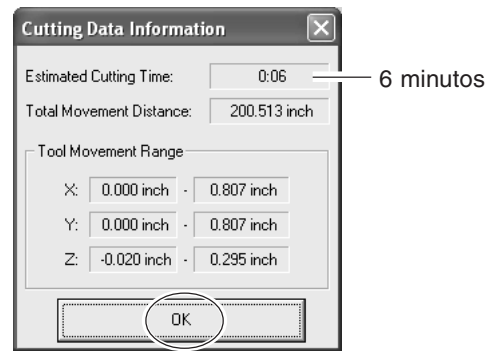 Cutting Data Information
Estimated Cutting Time: 0:06 6 minutos
Total Movement Distance: 200.513 inch
Tool Movement Range
X: 0.000 inch - 0.807 inch
Y: 0.000 inch - 0.807 inch
Z: -0.020 inch - 0.295 inch
OK